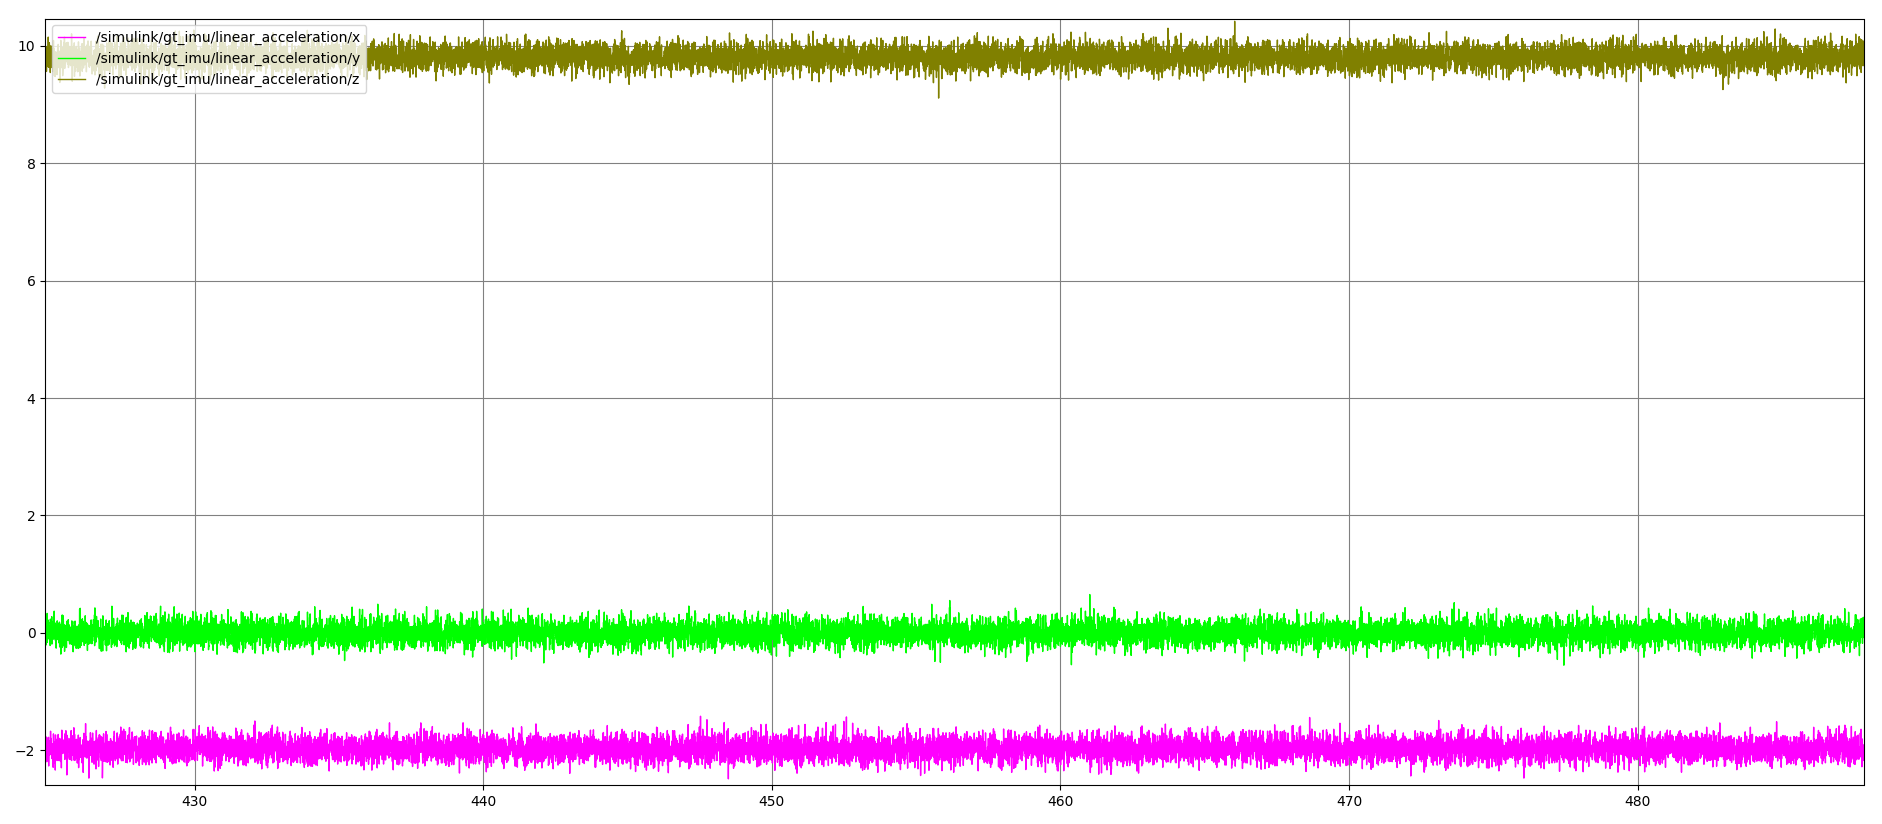 /simulink/gt_imu/linear_acceleration/x
/simulink/gt_imu/linear_acceleration/y
/simulink/gt_imu/linear_acceleration/z
10
8
6
4
2
0
−2
430 440 450 460 470 480